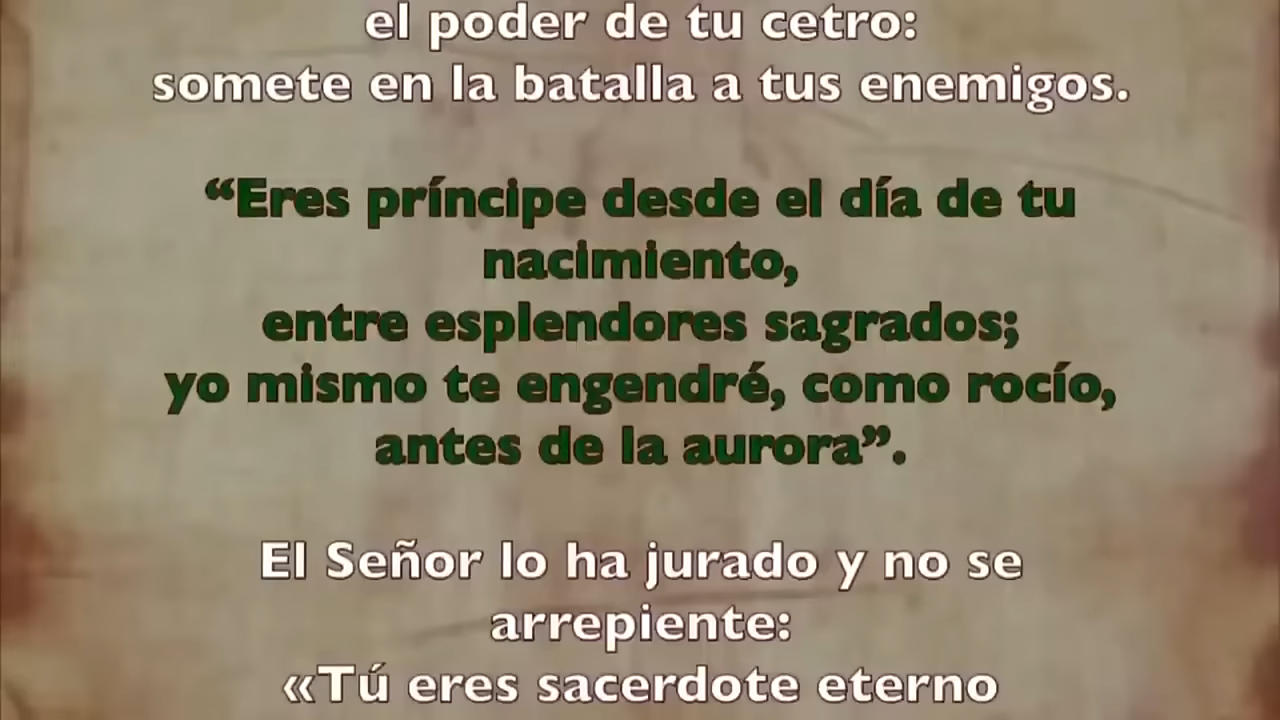 el poder de tu cetro:
somete en la batalla a tus enemigos.
“Eres príncipe desde el día de tu
nacimiento,
entre esplendores sagrados;
yo mismo te engendré, como rocío,
antes de la aurora”.
El Señor lo ha jurado y no se
arrepiente:
«Tú eres sacerdote eterno